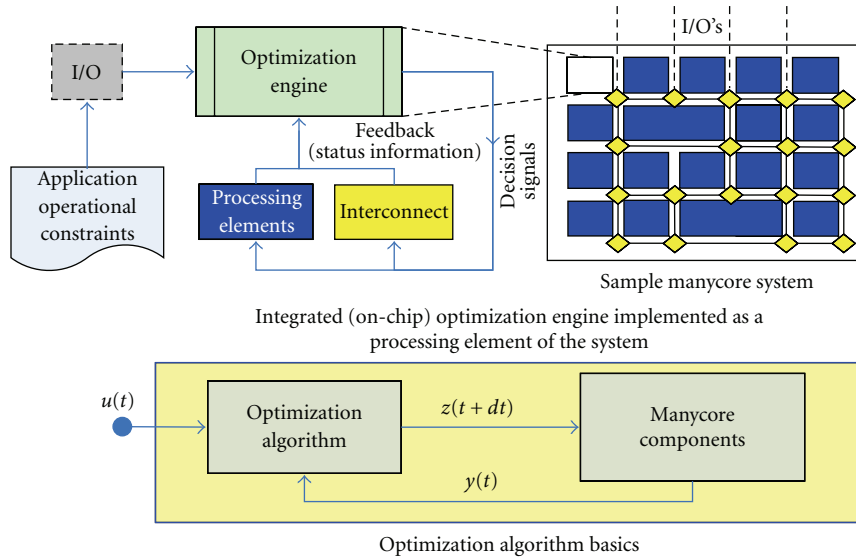 I/O
Optimization
engine
I/O's
Feedback
(status information)
Decision
signals
Application
operational
constraints
Processing
elements
Interconnect
Sample manycore system
Integrated (on-chip) optimization engine implemented as a
processing element of the system
u(t)
Optimization
algorithm
z(t + dt)
Manycore
components
y(t)
Optimization algorithm basics